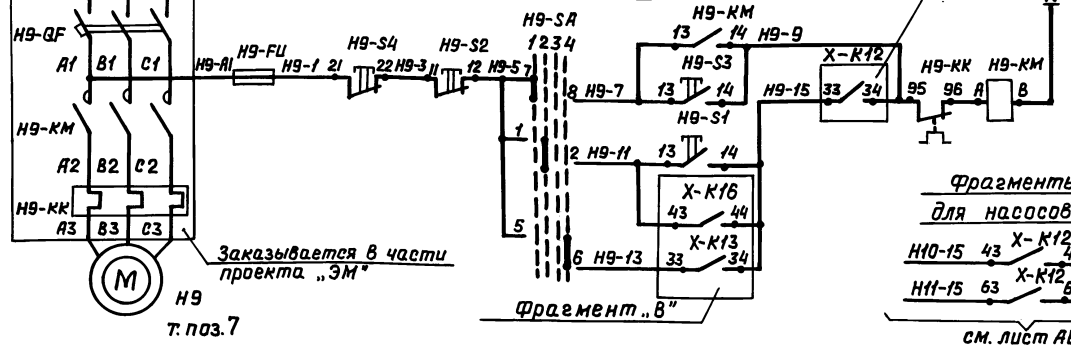 H9-QF
A1 B1 C1
H9-KM
A2 B2 C2
H9-KK
A3 B3 C3
M
H9
т. поз. 7
Заказывается в части
проекта „ЭМ"
H9-A1
H9-FU
H9-1
21
H9-S4
22
H9-3
11
H9-S2
12
H9-5
7
H9-SA
1 2 3 4
1
5
8
H9-7
2
H9-11
6
H9-13
13
H9-KM
14
H9-9
H9-S3
13
14
H9-S1
13
14
X-K16
43
44
X-K13
33
34
Фрагмент „В"
H9-15
X-K12
33
34
95
H9-KK
96
A
H9-KM
B
Фрагменты
для насосов
H10-15
43
X-K12
H11-15
63
X-K12
см. лист